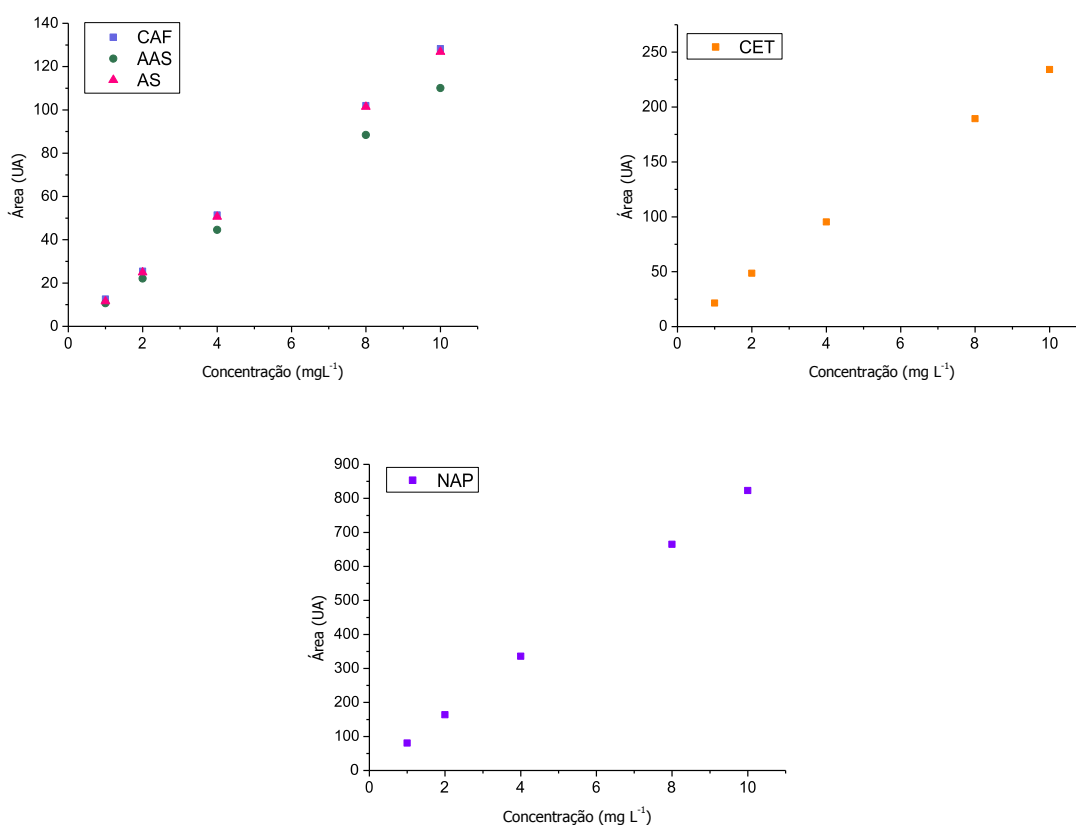 CAF
AAS
AS
140
120
100
80
60
40
20
0
Área (UA)
0 2 4 6 8 10
Concentração (mgL-1)
CET
250
200
150
100
50
0
Área (UA)
0 2 4 6 8 10
Concentração (mg L-1)
NAP
900
800
700
600
500
400
300
200
100
0
Área (UA)
0 2 4 6 8 10
Concentração (mg L-1)